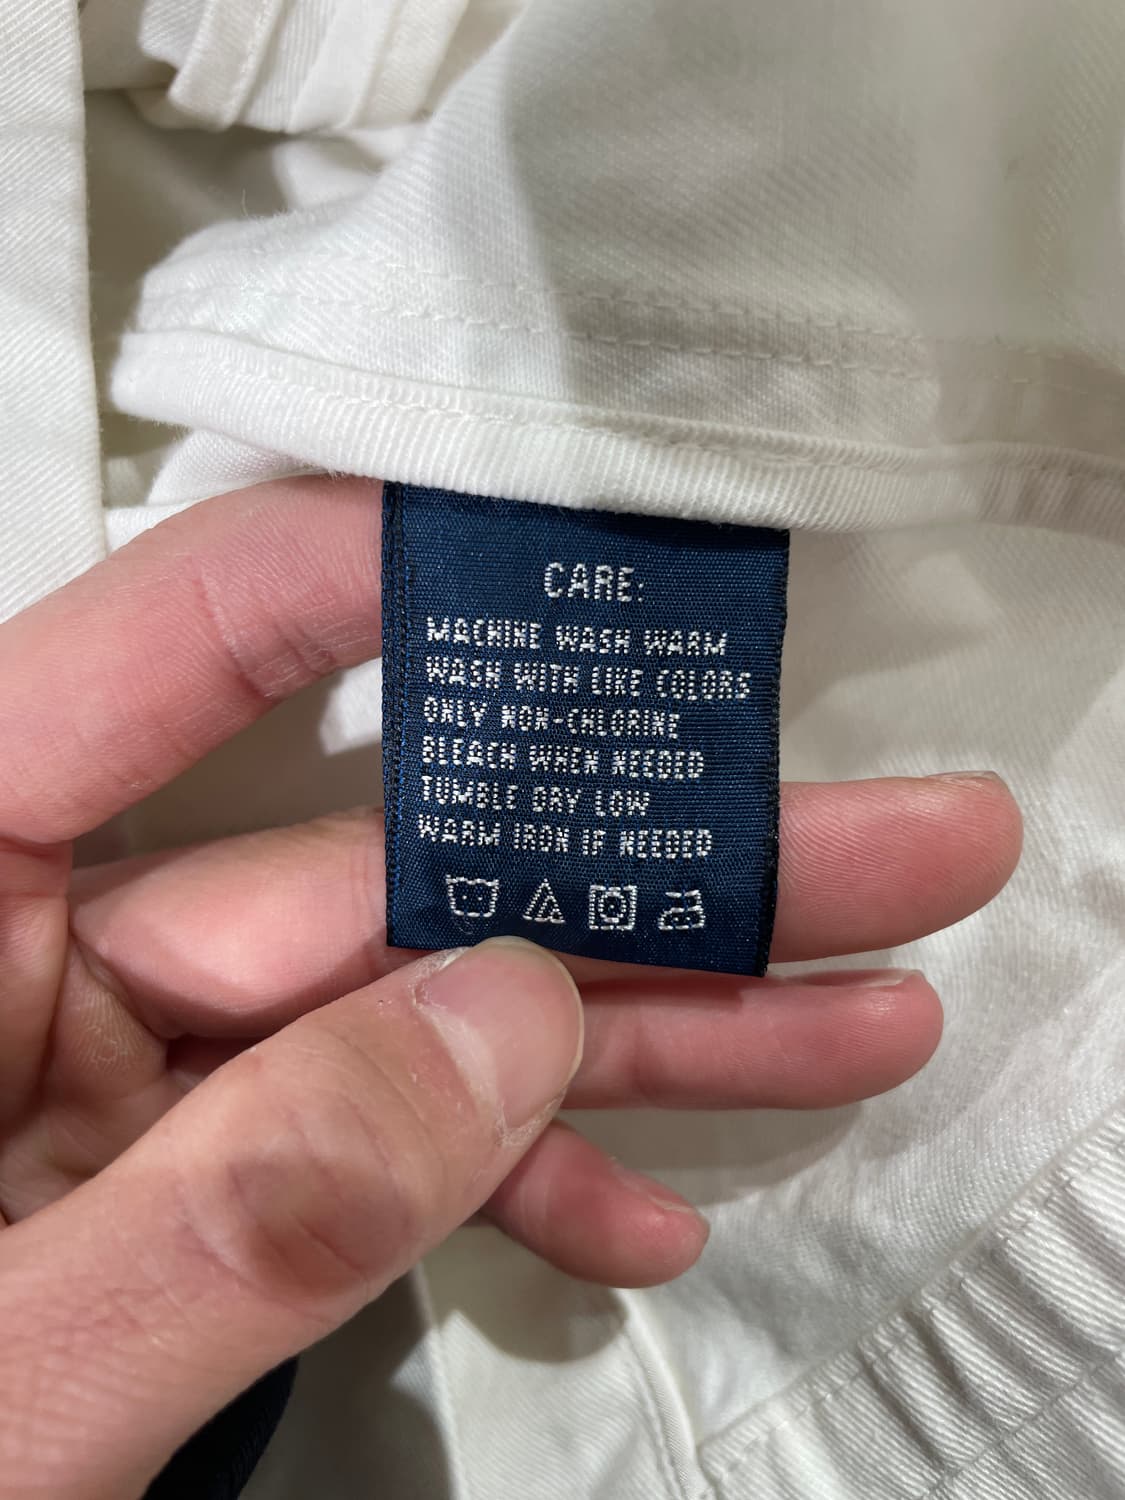 CARE:
MACHINE WASH WARM
WASH WITH LIKE COLORS
ONLY NON-CHLORINE
BLEACH WHEN NEEDED
TUMBLE DRY LOW
WARM IRON IF NEEDED